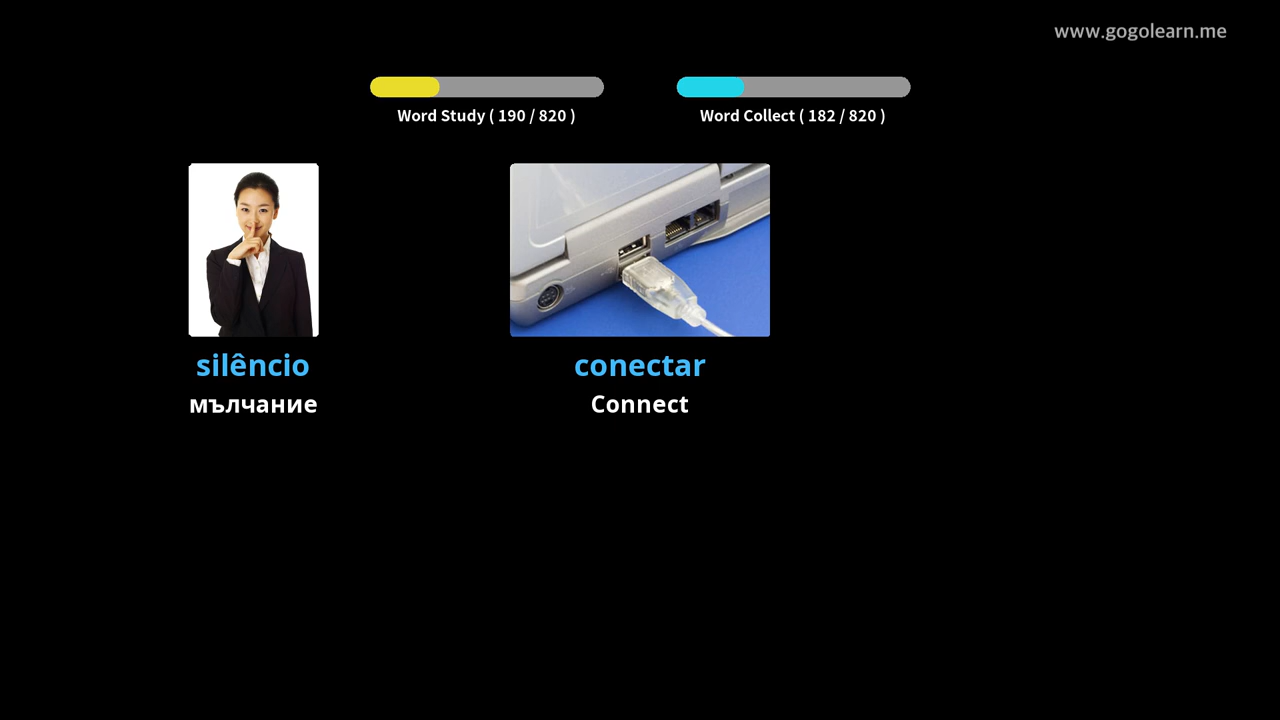 www.gogolearn.me
Word Study ( 190 / 820 )
Word Collect ( 182 / 820 )
silêncio
мълчание
conectar
Connect